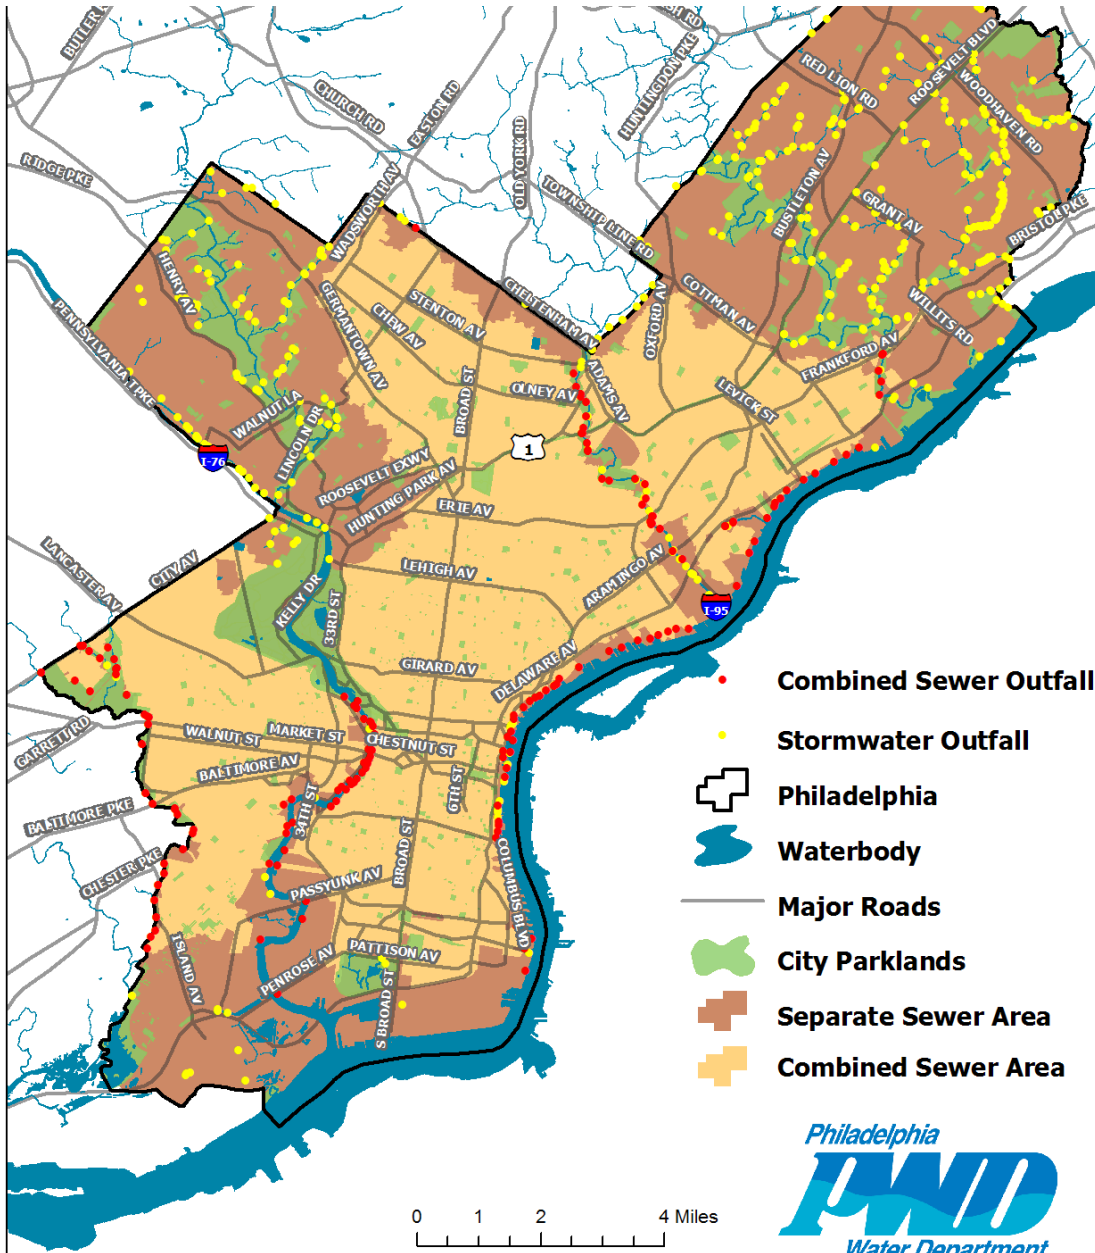 BUTLER
CHURCH RD
EASTON RD
OLD YORK RD
HUNTINGDON PKE
RD
RED LION RD
ROOSEVELT BLVD
WOODHAVEN RD
RIDGE PKE
WADSWORTH AV
TOWNSHIP LINE RD
BUSTLETON AV
GRANT AV
BRISTOL PKE
HENRY AV
PENNSYLVANIA TPKE
GERMANTOWN AV
CHEW AV
STENTON AV
CHELTENHAM AV
OXFORD AV
COTTMAN AV
WILLITS RD
FRANKFORD AV
OLNEY AV
ADAMS AV
LEVICK ST
BROAD ST
WALNUT LA
LINCOLN DR
I-76
1
ROOSEVELT EXWY
HUNTING PARK AV
ERIE AV
LANCASTER AV
CITY AV
LEHIGH AV
ARAMINGO AV
KELLY DR
33RD ST
I-95
GIRARD AV
DELAWARE AV
GARRETT RD
WALNUT ST
MARKET ST
CHESTNUT ST
BALTIMORE AV
6TH ST
34TH ST
BALTIMORE PKE
BROAD ST
CHESTER PKE
COLUMBUS BLVD
PASSYUNK AV
ISLAND AV
PATTISON AV
PENROSE AV
S BROAD ST
Combined Sewer Outfall
Stormwater Outfall
Philadelphia
Waterbody
Major Roads
City Parklands
Separate Sewer Area
Combined Sewer Area
0 1 2 4 Miles
Philadelphia
PWD
Water Department